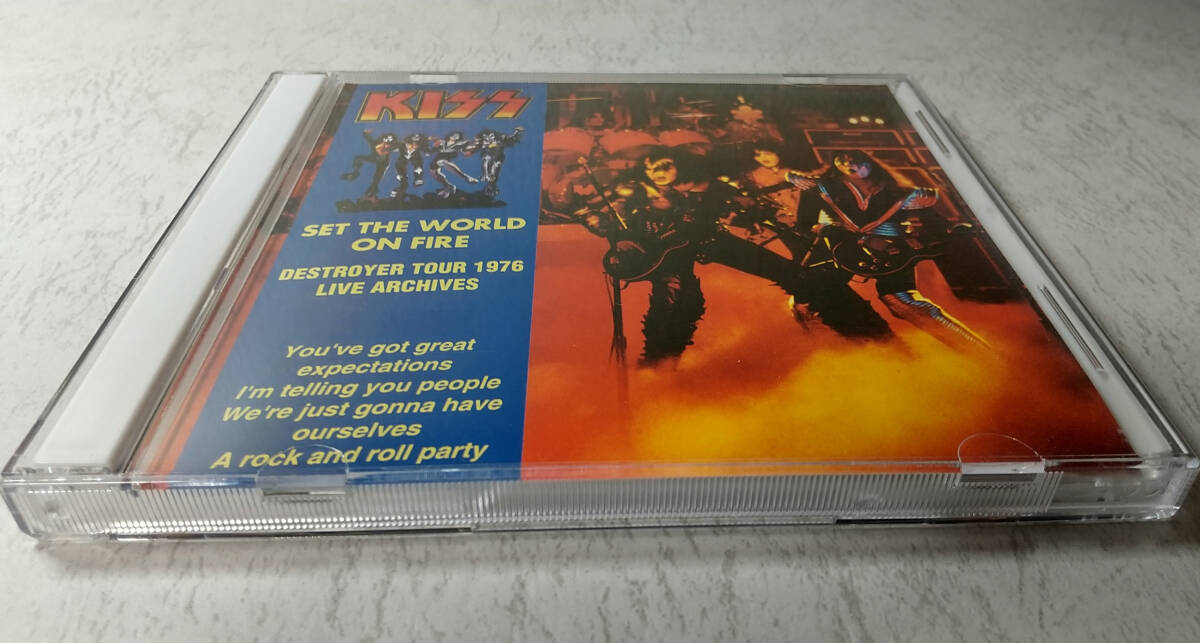 KISS
SET THE WORLD
ON FIRE
DESTROYER TOUR 1976
LIVE ARCHIVES
You've got great
expectations
I'm telling you people
We're just gonna have
ourselves
A rock and roll party